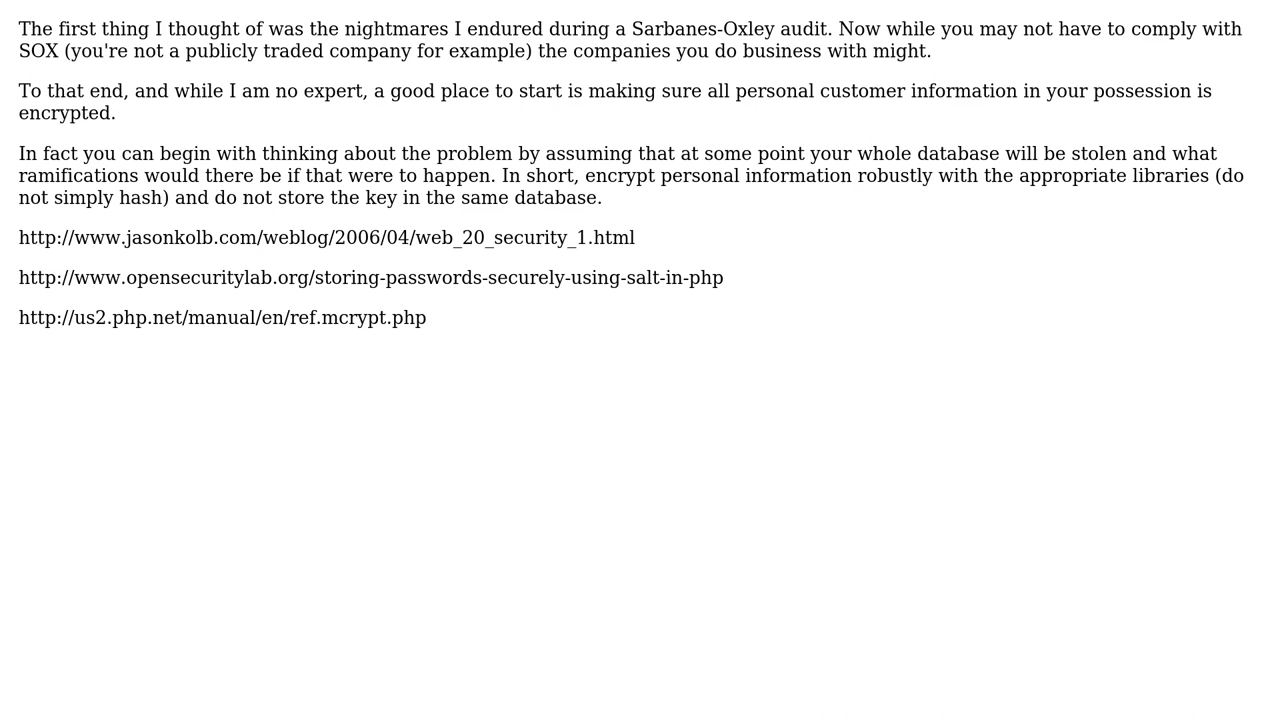 The first thing I thought of was the nightmares I endured during a Sarbanes-Oxley audit. Now while you may not have to comply with
SOX (you're not a publicly traded company for example) the companies you do business with might.
To that end, and while I am no expert, a good place to start is making sure all personal customer information in your possession is
encrypted.
In fact you can begin with thinking about the problem by assuming that at some point your whole database will be stolen and what
ramifications would there be if that were to happen. In short, encrypt personal information robustly with the appropriate libraries (do
not simply hash) and do not store the key in the same database.
http://www.jasonkolb.com/weblog/2006/04/web_20_security_1.html
http://www.opensecuritylab.org/storing-passwords-securely-using-salt-in-php
http://us2.php.net/manual/en/ref.mcrypt.php